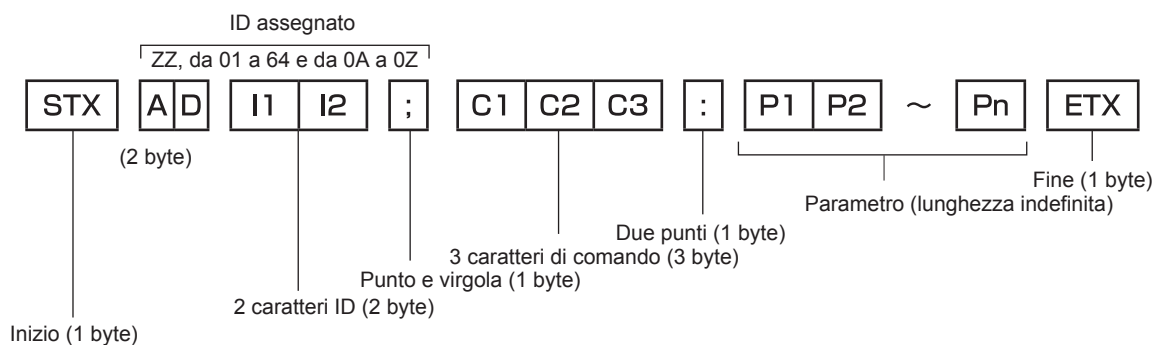 ID assegnato
ZZ, da 01 a 64 e da 0A a 0Z
STX A D I1 I2 ; C1 C2 C3 : P1 P2 ~ Pn ETX
(2 byte)
Fine (1 byte)
Parametro (lunghezza indefinita)
Due punti (1 byte)
3 caratteri di comando (3 byte)
Punto e virgola (1 byte)
2 caratteri ID (2 byte)
Inizio (1 byte)